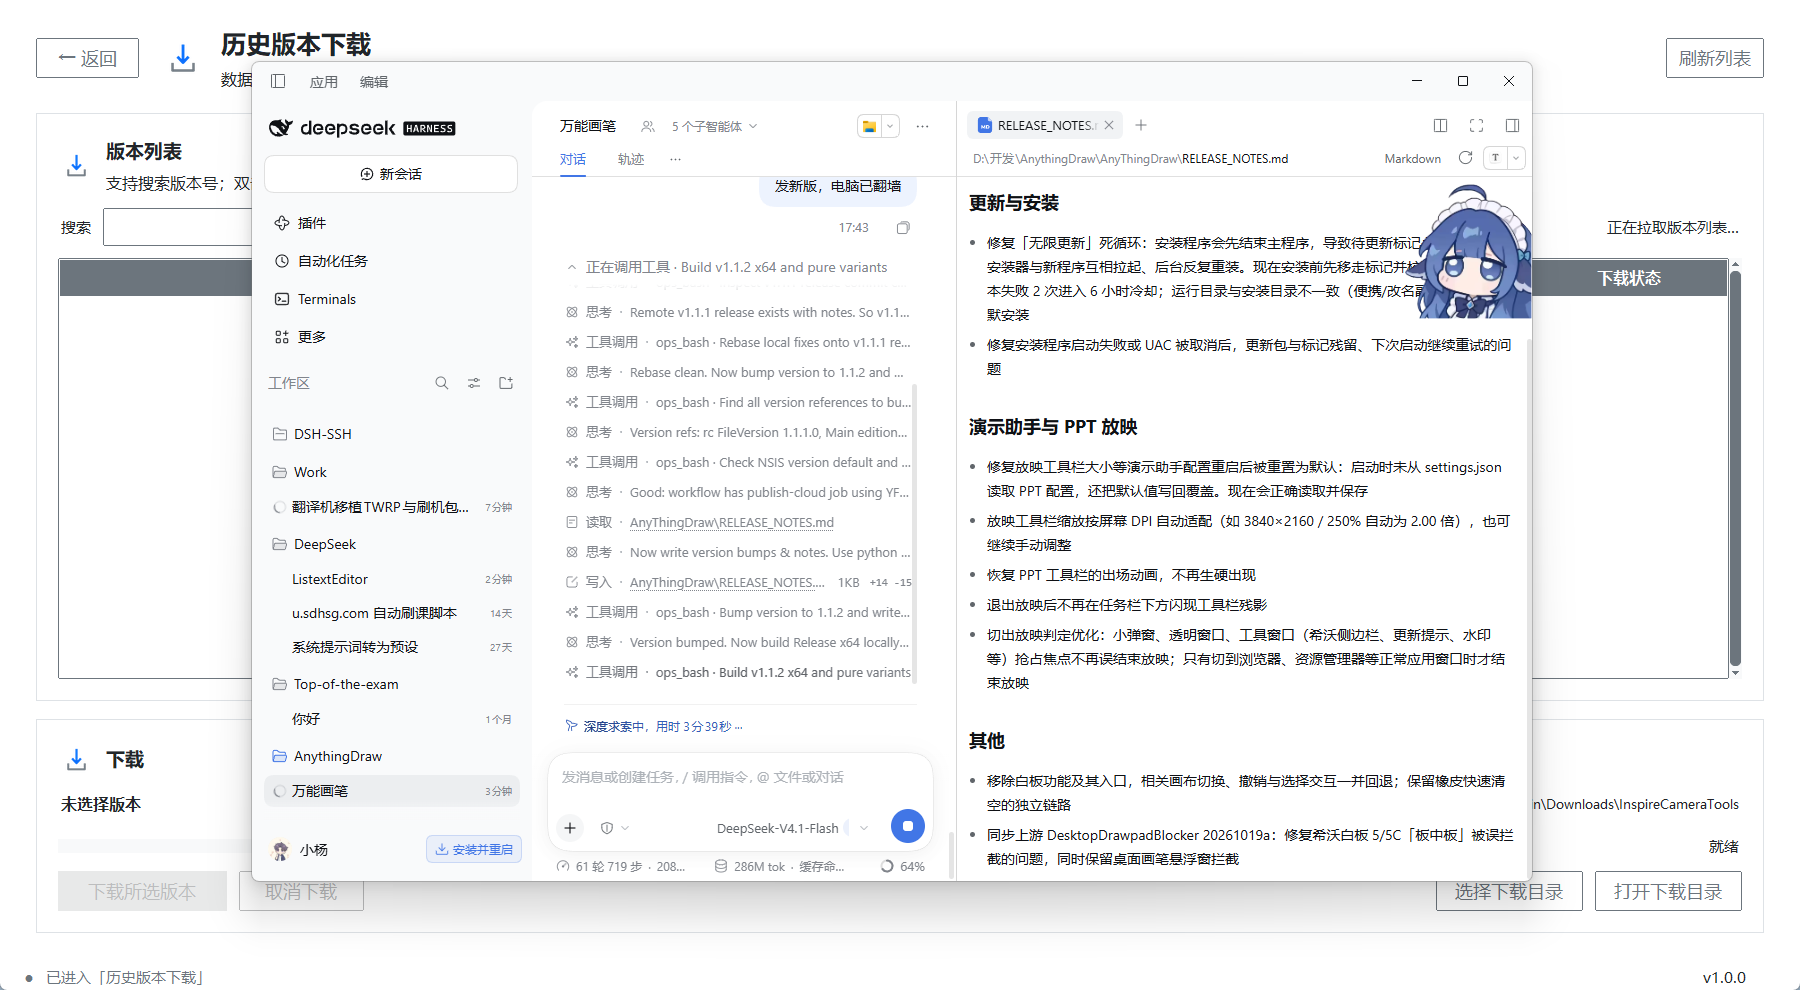 ← 返回
历史版本下载
数据
刷新列表
版本列表
支持搜索版本号；双
搜索
正在拉取版本列表...
下载状态
下载
未选择版本
n\Downloads\InspireCameraTools
就绪
下载所选版本
取消下载
选择下载目录
打开下载目录
已进入「历史版本下载」
v1.0.0
应用
编辑
deepseek HARNESS
新会话
插件
自动化任务
Terminals
更多
工作区
DSH-SSH
Work
翻译机移植TWRP与刷机包... 7分钟
DeepSeek
ListextEditor 2分钟
u.sdhsg.com 自动刷课脚本 14天
系统提示词转为预设 27天
Top-of-the-exam
你好 1个月
AnythingDraw
万能画笔 3分钟
小杨
安装并重启
万能画笔 5 个子智能体
对话 轨迹 ...
发新版，电脑已翻墙
17:43
正在调用工具 · Build v1.1.2 x64 and pure variants
思考 · Remote v1.1.1 release exists with notes. So v1.1...
工具调用 · ops_bash · Rebase local fixes onto v1.1.1 re...
思考 · Rebase clean. Now bump version to 1.1.2 and ...
工具调用 · ops_bash · Find all version references to bu...
思考 · Version refs: rc FileVersion 1.1.1.0, Main edition...
工具调用 · ops_bash · Check NSIS version default and ...
思考 · Good: workflow has publish-cloud job using YF...
读取 · AnyThingDraw\RELEASE_NOTES.md
思考 · Now write version bumps & notes. Use python ...
写入 · AnyThingDraw\RELEASE_NOTES.... 1KB +14 -15
工具调用 · ops_bash · Bump version to 1.1.2 and write...
思考 · Version bumped. Now build Release x64 locally...
工具调用 · ops_bash · Build v1.1.2 x64 and pure variants
深度求索中，用时 3分39秒 ...
发消息或创建任务, / 调用指令, @ 文件或对话
DeepSeek-V4.1-Flash
61 轮 719 步 · 208...
286M tok · 缓存命...
64%
RELEASE_NOTES.
D:\开发\AnythingDraw\AnyThingDraw\RELEASE_NOTES.md
Markdown
T
更新与安装
修复「无限更新」死循环：安装程序会先结束主程序，导致待更新标记
安装器与新程序互相拉起、后台反复重装。现在安装前先移走标记并
本失败 2 次进入 6 小时冷却；运行目录与安装目录不一致（便携/改名
默安装
修复安装程序启动失败或 UAC 被取消后，更新包与标记残留、下次启动继续重试的问
题
演示助手与 PPT 放映
修复放映工具栏大小等演示助手配置重启后被重置为默认：启动时未从 settings.json
读取 PPT 配置，还把默认值写回覆盖。现在会正确读取并保存
放映工具栏缩放按屏幕 DPI 自动适配（如 3840×2160 / 250% 自动为 2.00 倍），也可
继续手动调整
恢复 PPT 工具栏的出场动画，不再生硬出现
退出放映后不再在任务栏下方闪现工具栏残影
切出放映判定优化：小弹窗、透明窗口、工具窗口（希沃侧边栏、更新提示、水印
等）抢占焦点不再误结束放映；只有切到浏览器、资源管理器等正常应用窗口时才结
束放映
其他
移除白板功能及其入口，相关画布切换、撤销与选择交互一并回退；保留橡皮快速清
空的独立链路
同步上游 DesktopDrawpadBlocker 20261019a：修复希沃白板 5/5C「板中板」被误拦
截的问题，同时保留桌面画笔悬浮窗拦截